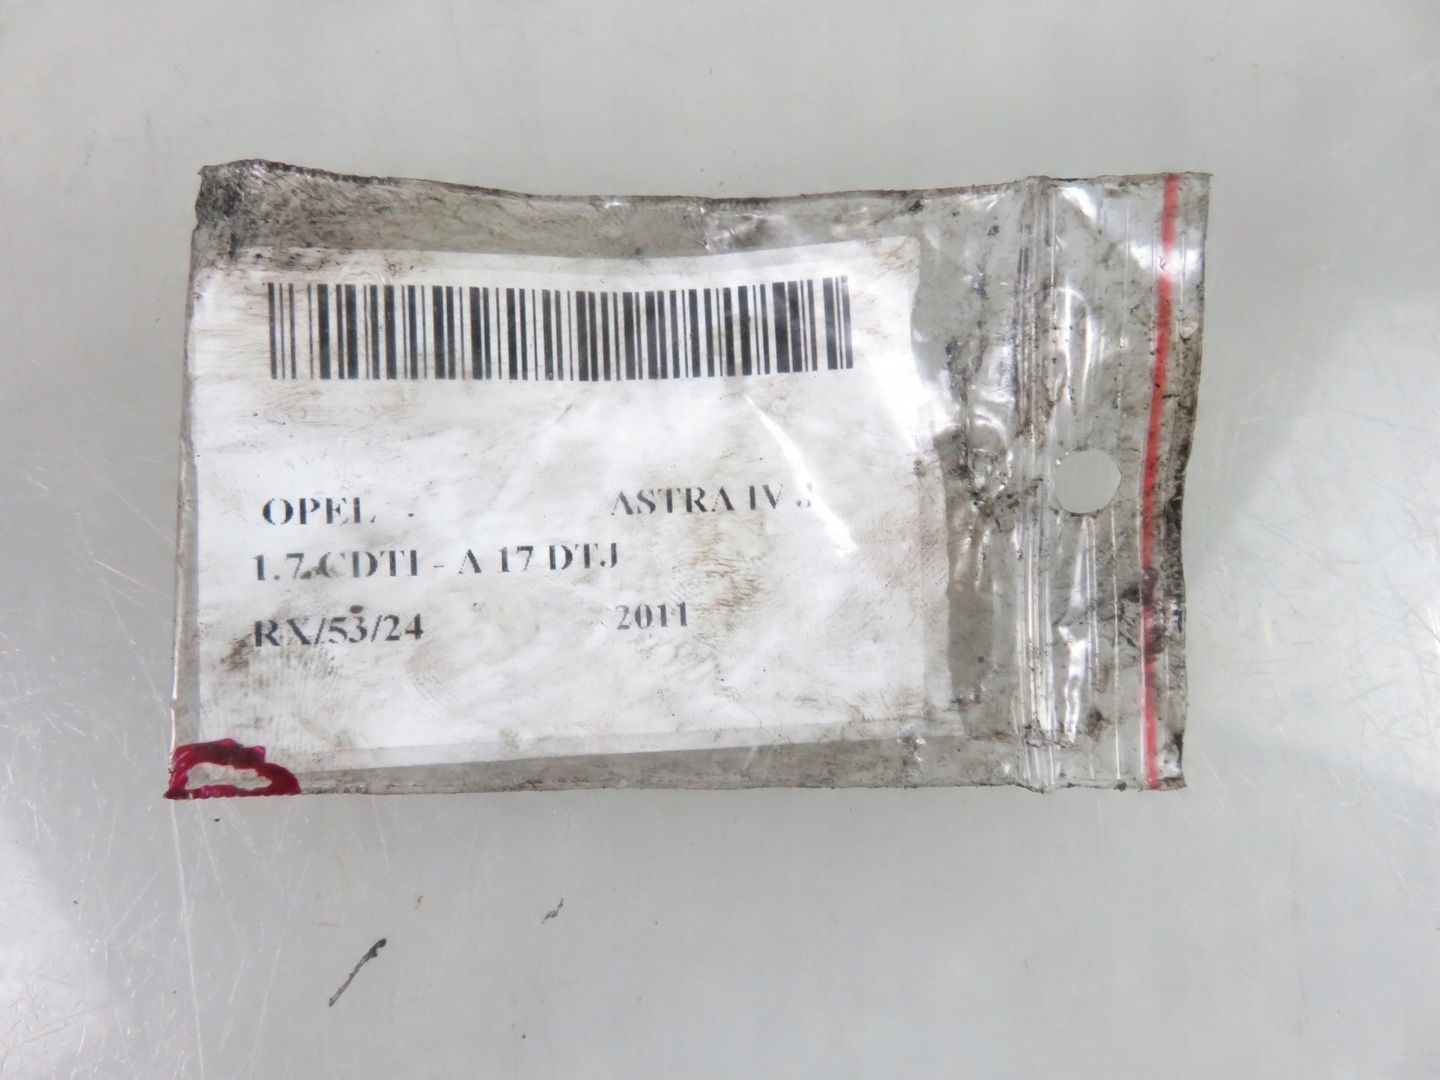 OPEL ASTRA IV J
1.7 CDTI - A 17 DTJ
RX/53/24 2011